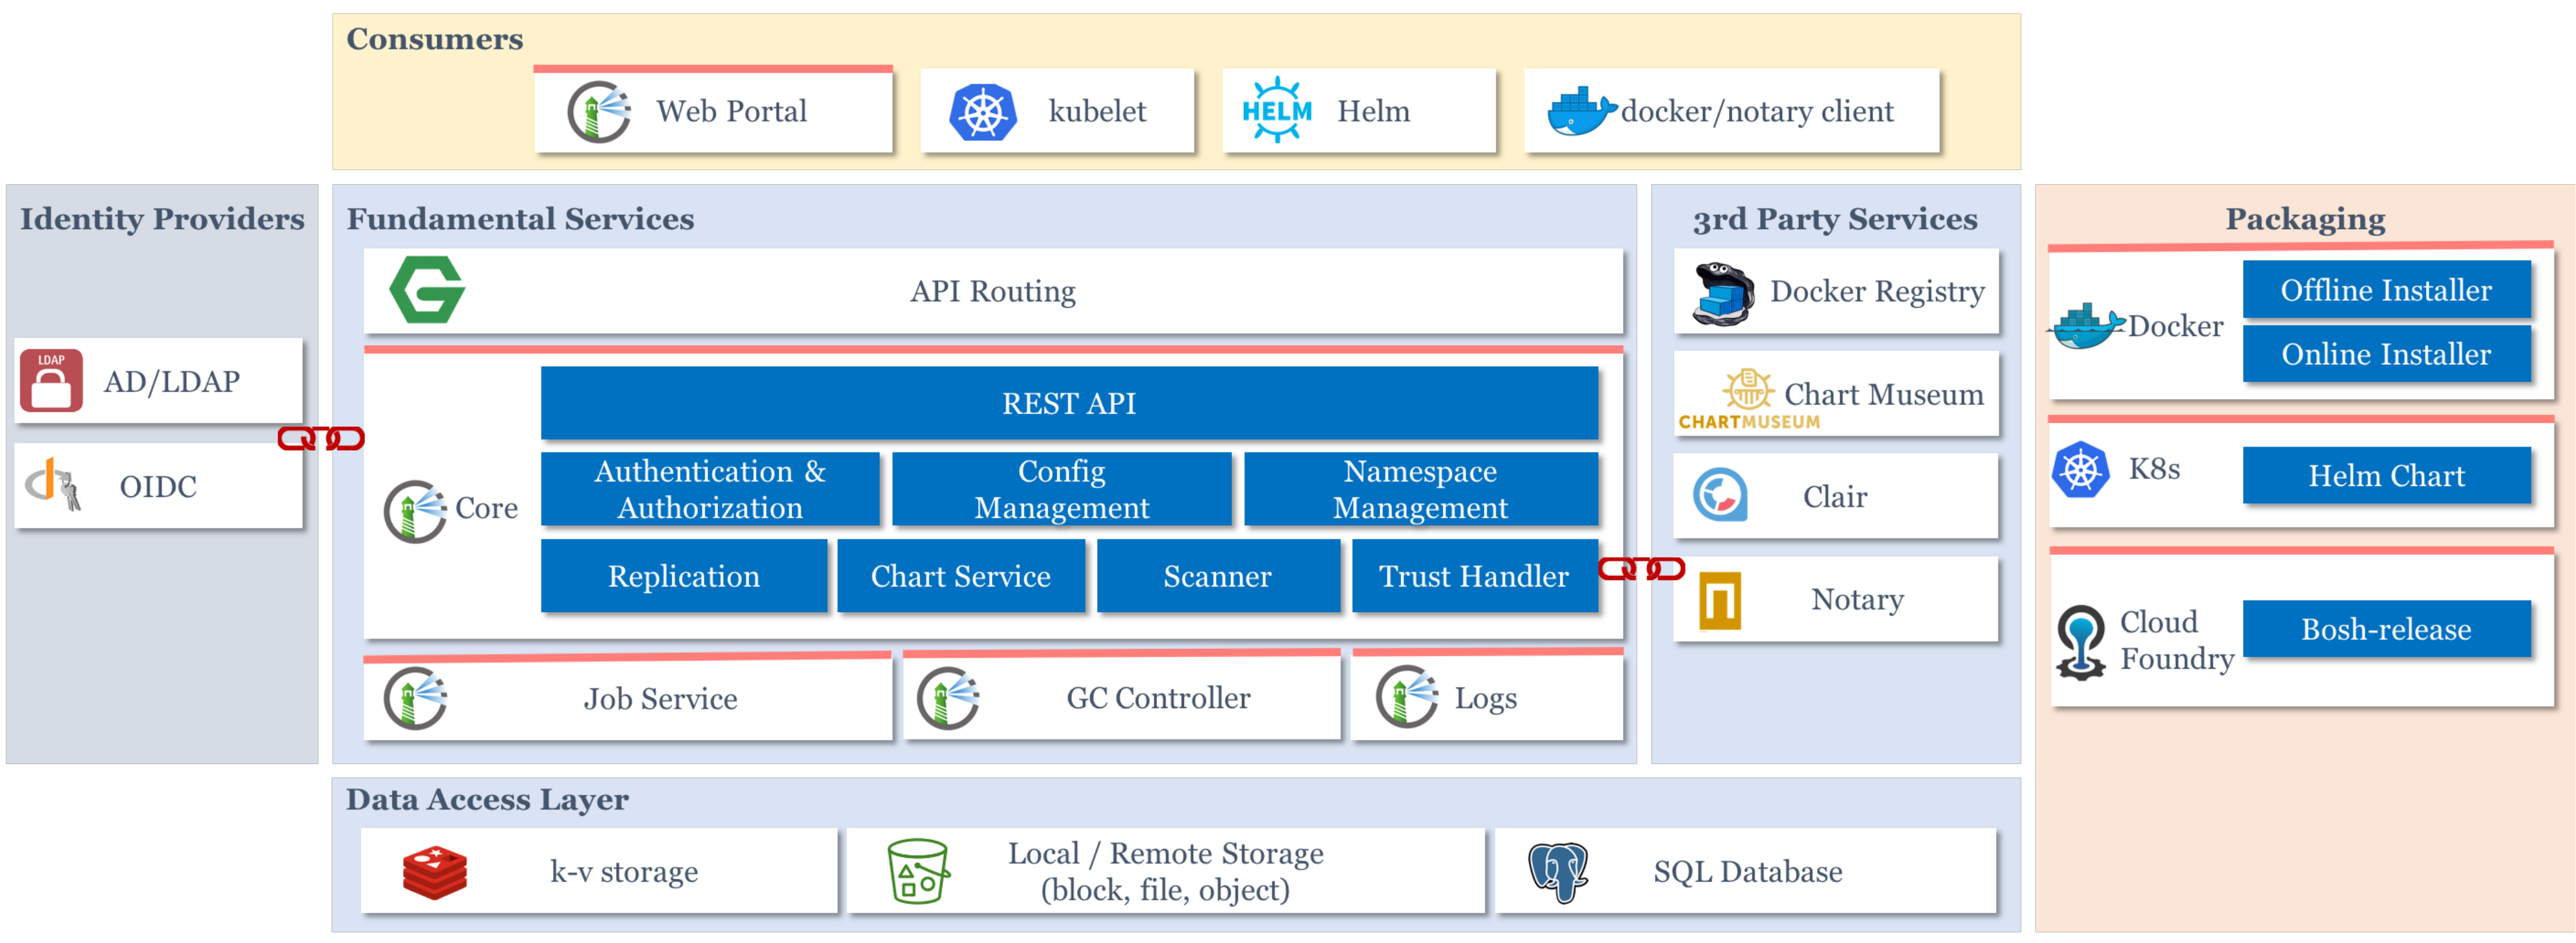 Consumers
Web Portal
kubelet
HELM
Helm
docker/notary client
Identity Providers
LDAP
AD/LDAP
OIDC
Fundamental Services
API Routing
Core
REST API
Authentication &
Authorization
Config
Management
Namespace
Management
Replication
Chart Service
Scanner
Trust Handler
Job Service
GC Controller
Logs
3rd Party Services
Docker Registry
Chart Museum
CHARTMUSEUM
Clair
Notary
Packaging
Docker
Offline Installer
Online Installer
K8s
Helm Chart
Cloud
Foundry
Bosh-release
Data Access Layer
k-v storage
Local / Remote Storage
(block, file, object)
SQL Database